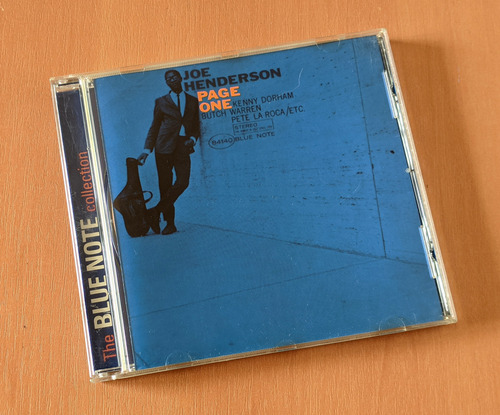 JOE
HENDERSON
PAGE
ONE KENNY DORHAM
BUTCH WARREN
PETE LA ROCA/ETC.
STEREO
84140 BLUE NOTE
The BLUE NOTE collection